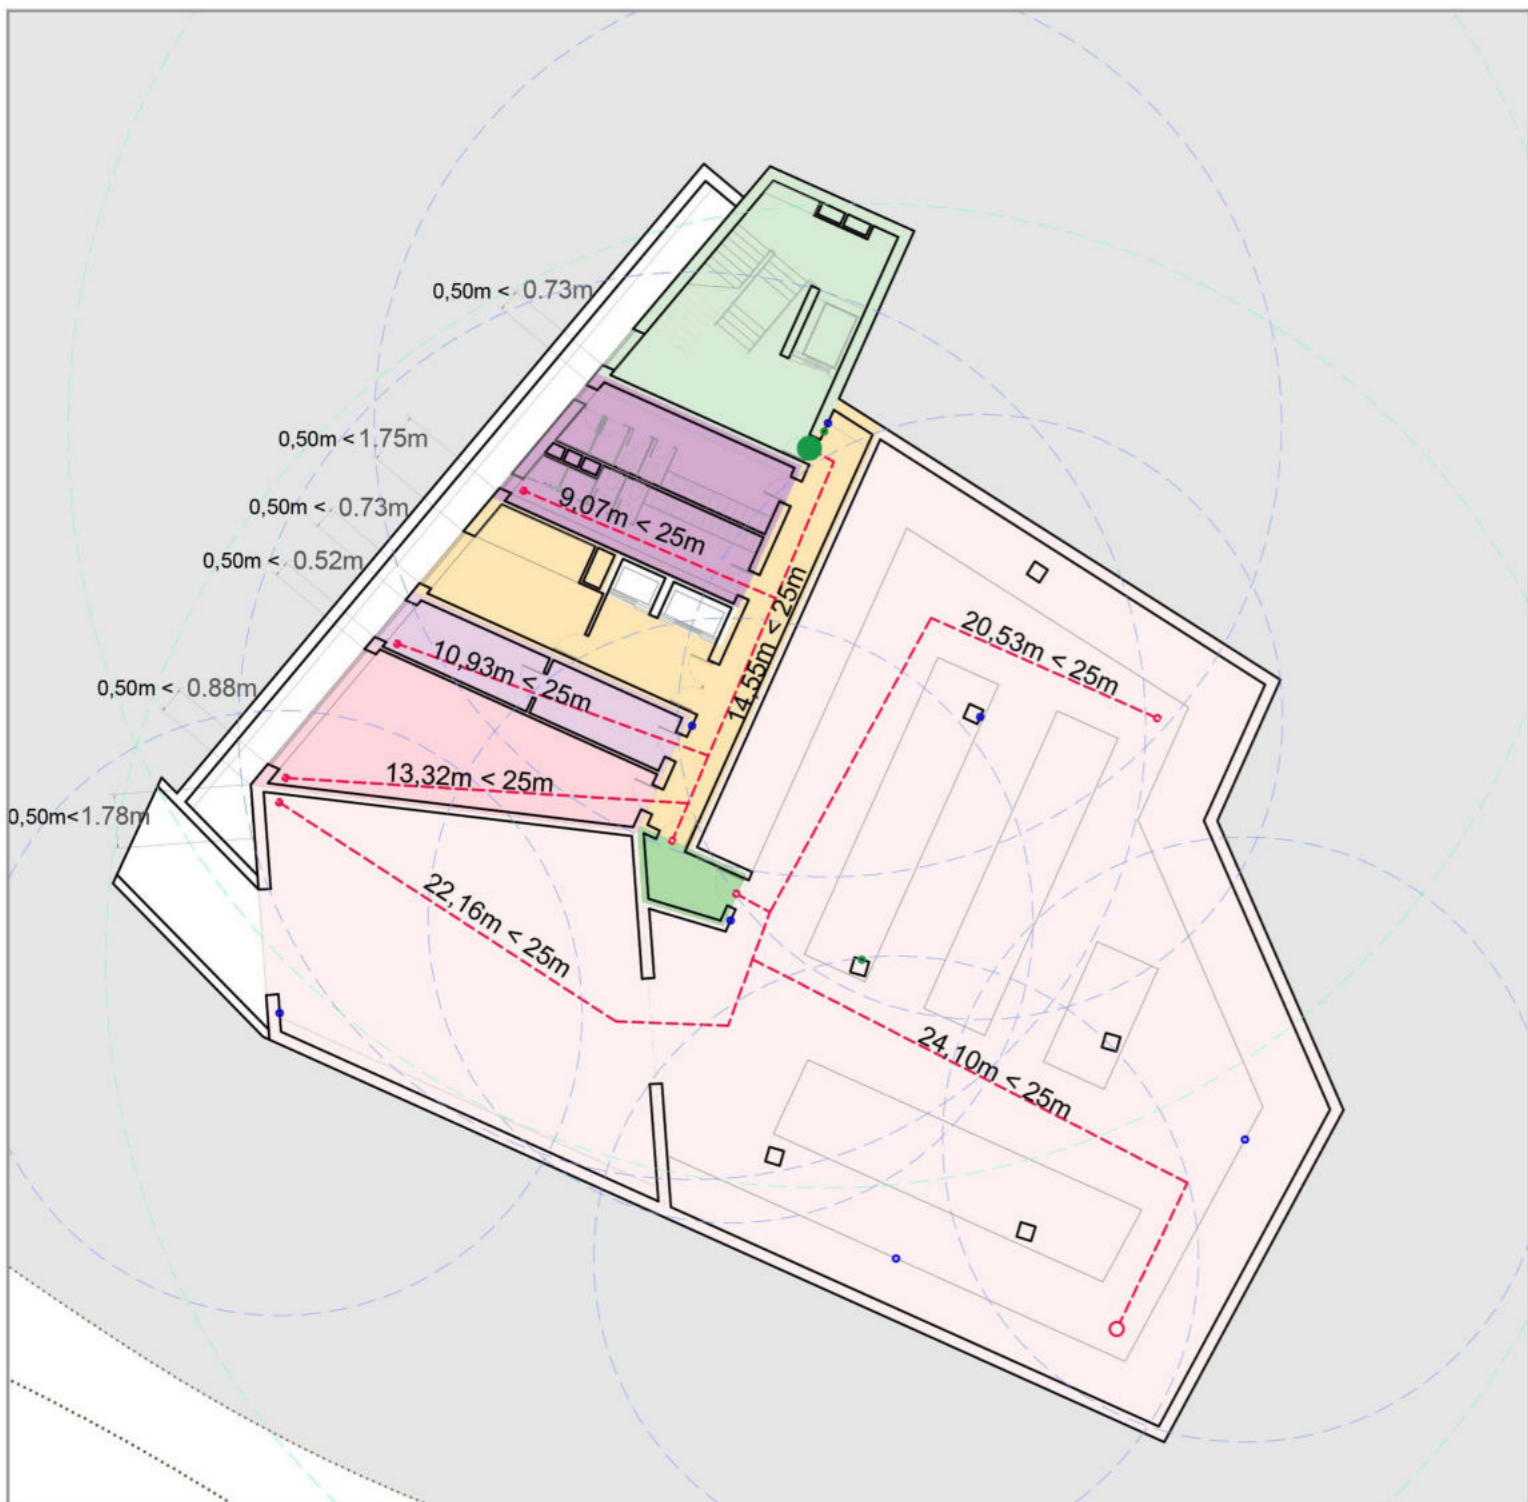 0,50m < 0.73m
0,50m < 1.75m
0,50m < 0.73m
0,50m < 0.52m
0,50m < 0.88m
0,50m<1.78m
9,07m < 25m
14,55m < 25m
10,93m < 25m
13,32m < 25m
20,53m < 25m
22,16m < 25m
24,10m < 25m